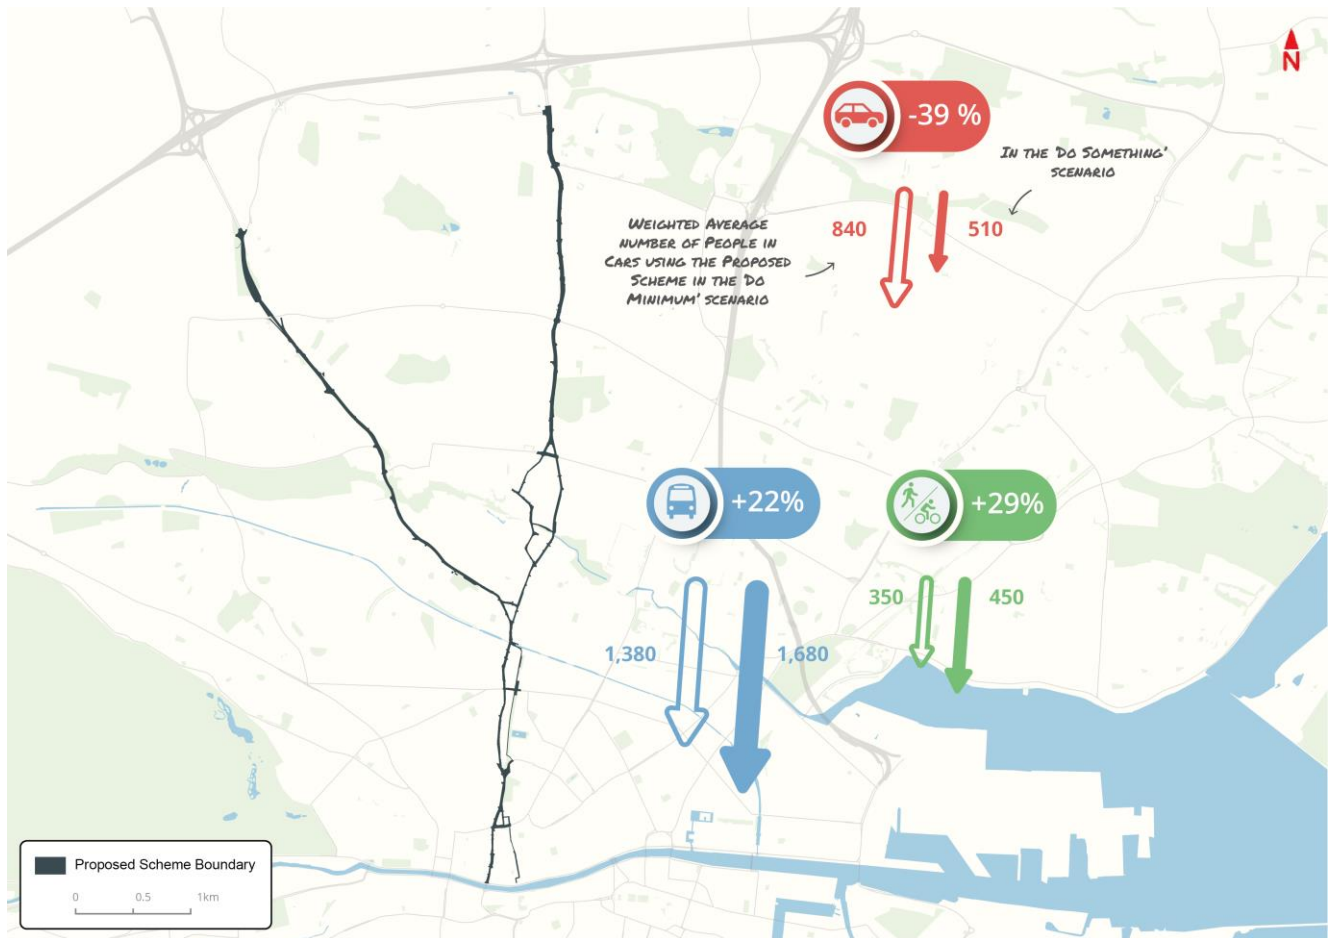 N
-39 %
IN THE 'DO SOMETHING'
SCENARIO
WEIGHTED AVERAGE
NUMBER OF PEOPLE IN
CARS USING THE PROPOSED
SCHEME IN THE 'DO
MINIMUM' SCENARIO
840
510
+22%
+29%
350
450
1,380
1,680
Proposed Scheme Boundary
0 0.5 1km